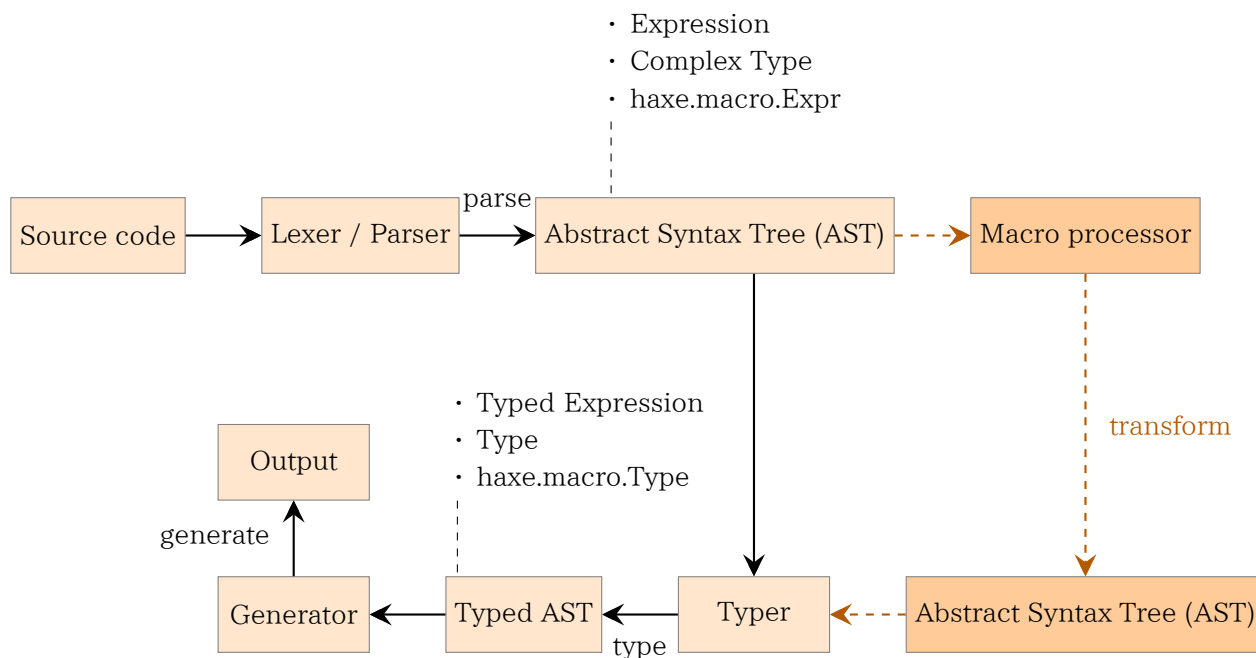 · Expression
· Complex Type
· haxe.macro.Expr
Source code
Lexer / Parser
parse
Abstract Syntax Tree (AST)
Macro processor
transform
· Typed Expression
· Type
· haxe.macro.Type
Output
generate
Generator
Typed AST
type
Typer
Abstract Syntax Tree (AST)